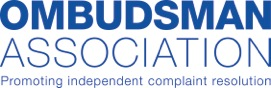 OMBUDSMAN
ASSOCIATION
Promoting independent complaint resolution